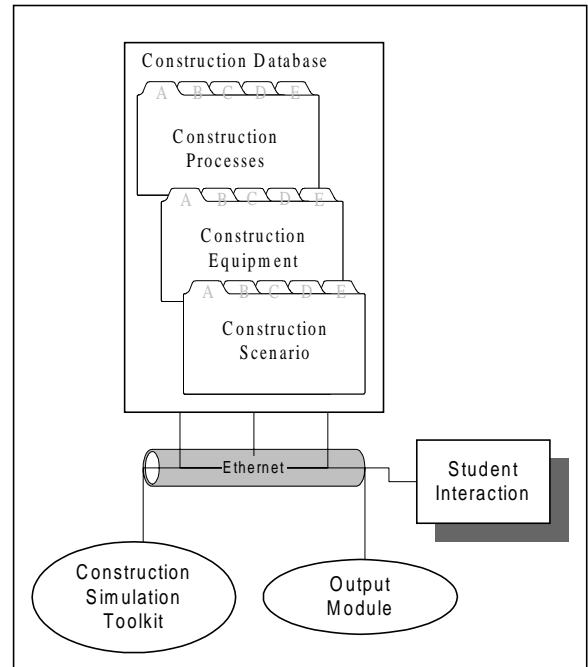 Construction Database
A B C D E
Construction
Processes
A B C D E
Construction
Equipment
A B C D E
Construction
Scenario
Ethernet
Student
Interaction
Construction
Simulation
Toolkit
Output
Module